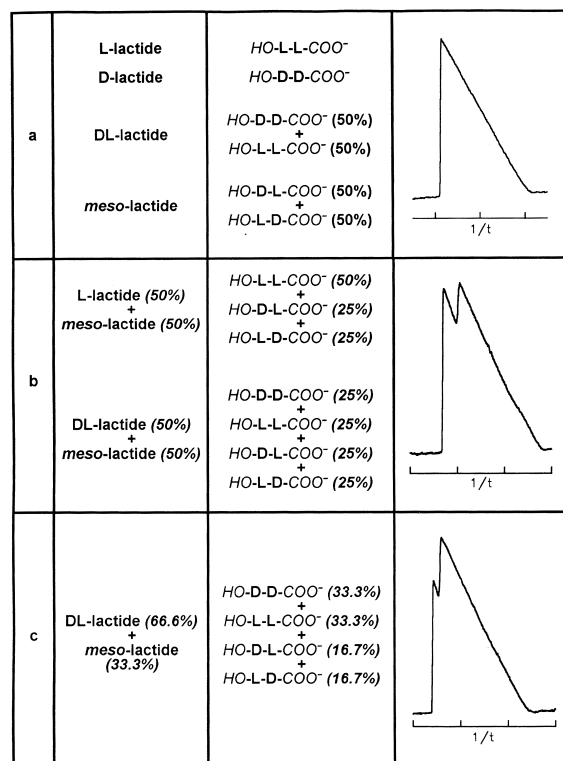 a
L-lactide
HO-L-L-COO⁻
D-lactide
HO-D-D-COO⁻
DL-lactide
HO-D-D-COO⁻ (50%)
+
HO-L-L-COO⁻ (50%)
meso-lactide
HO-D-L-COO⁻ (50%)
+
HO-L-D-COO⁻ (50%)
1/t
b
L-lactide (50%)
+
meso-lactide (50%)
HO-L-L-COO⁻ (50%)
+
HO-D-L-COO⁻ (25%)
+
HO-L-D-COO⁻ (25%)
DL-lactide (50%)
+
meso-lactide (50%)
HO-D-D-COO⁻ (25%)
+
HO-L-L-COO⁻ (25%)
+
HO-D-L-COO⁻ (25%)
+
HO-L-D-COO⁻ (25%)
1/t
c
DL-lactide (66.6%)
+
meso-lactide
(33.3%)
HO-D-D-COO⁻ (33.3%)
+
HO-L-L-COO⁻ (33.3%)
+
HO-D-L-COO⁻ (16.7%)
+
HO-L-D-COO⁻ (16.7%)
1/t